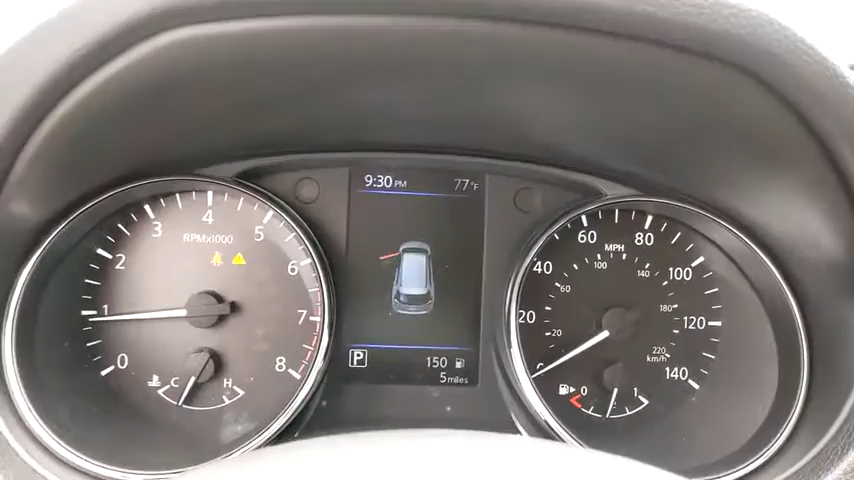 9:30 PM 77°F
0 1 2 3 4 5 6 7 8
RPMx1000
C H
P
150
5 miles
0 20 40 60 80 100 120 140
MPH
20 60 100 140 180 220
km/h
0 1